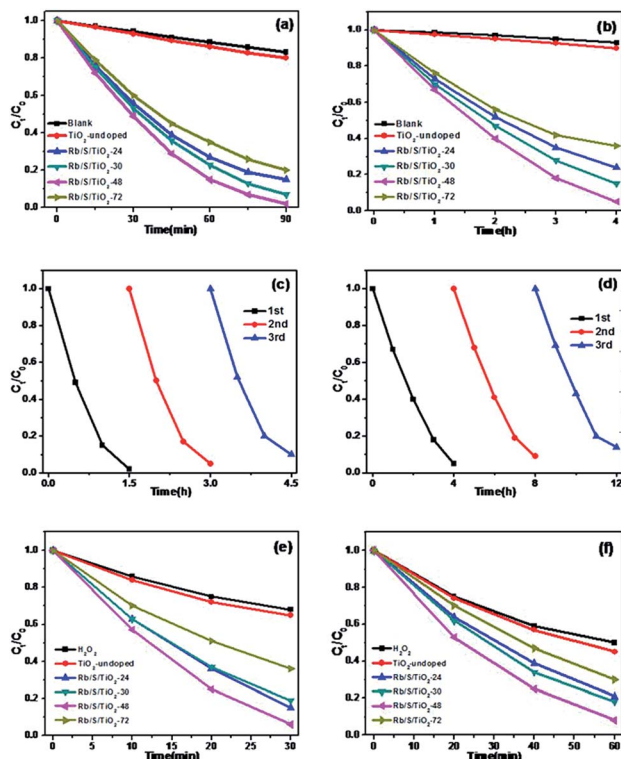 (a)
C_t/C_0
1.0
0.8
0.6
0.4
0.2
0.0
Blank
TiO₂-undoped
Rb/S/TiO₂-24
Rb/S/TiO₂-30
Rb/S/TiO₂-48
Rb/S/TiO₂-72
0 30 60 90
Time(min)
(b)
C_t/C_0
1.0
0.8
0.6
0.4
0.2
0.0
Blank
TiO₂-undoped
Rb/S/TiO₂-24
Rb/S/TiO₂-30
Rb/S/TiO₂-48
Rb/S/TiO₂-72
0 1 2 3 4
Time(h)
(c)
C_t/C_0
1.0
0.8
0.6
0.4
0.2
0.0
1st
2nd
3rd
0.0 1.5 3.0 4.5
Time(h)
(d)
C_t/C_0
1.0
0.8
0.6
0.4
0.2
0.0
1st
2nd
3rd
0 4 8 12
Time(h)
(e)
C_t/C_0
1.0
0.8
0.6
0.4
0.2
0.0
H₂O₂
TiO₂-undoped
Rb/S/TiO₂-24
Rb/S/TiO₂-30
Rb/S/TiO₂-48
Rb/S/TiO₂-72
0 5 10 15 20 25 30
Time(min)
(f)
C_t/C_0
1.0
0.8
0.6
0.4
0.2
0.0
H₂O₂
TiO₂-undoped
Rb/S/TiO₂-24
Rb/S/TiO₂-30
Rb/S/TiO₂-48
Rb/S/TiO₂-72
0 10 20 30 40 50 60
Time(min)